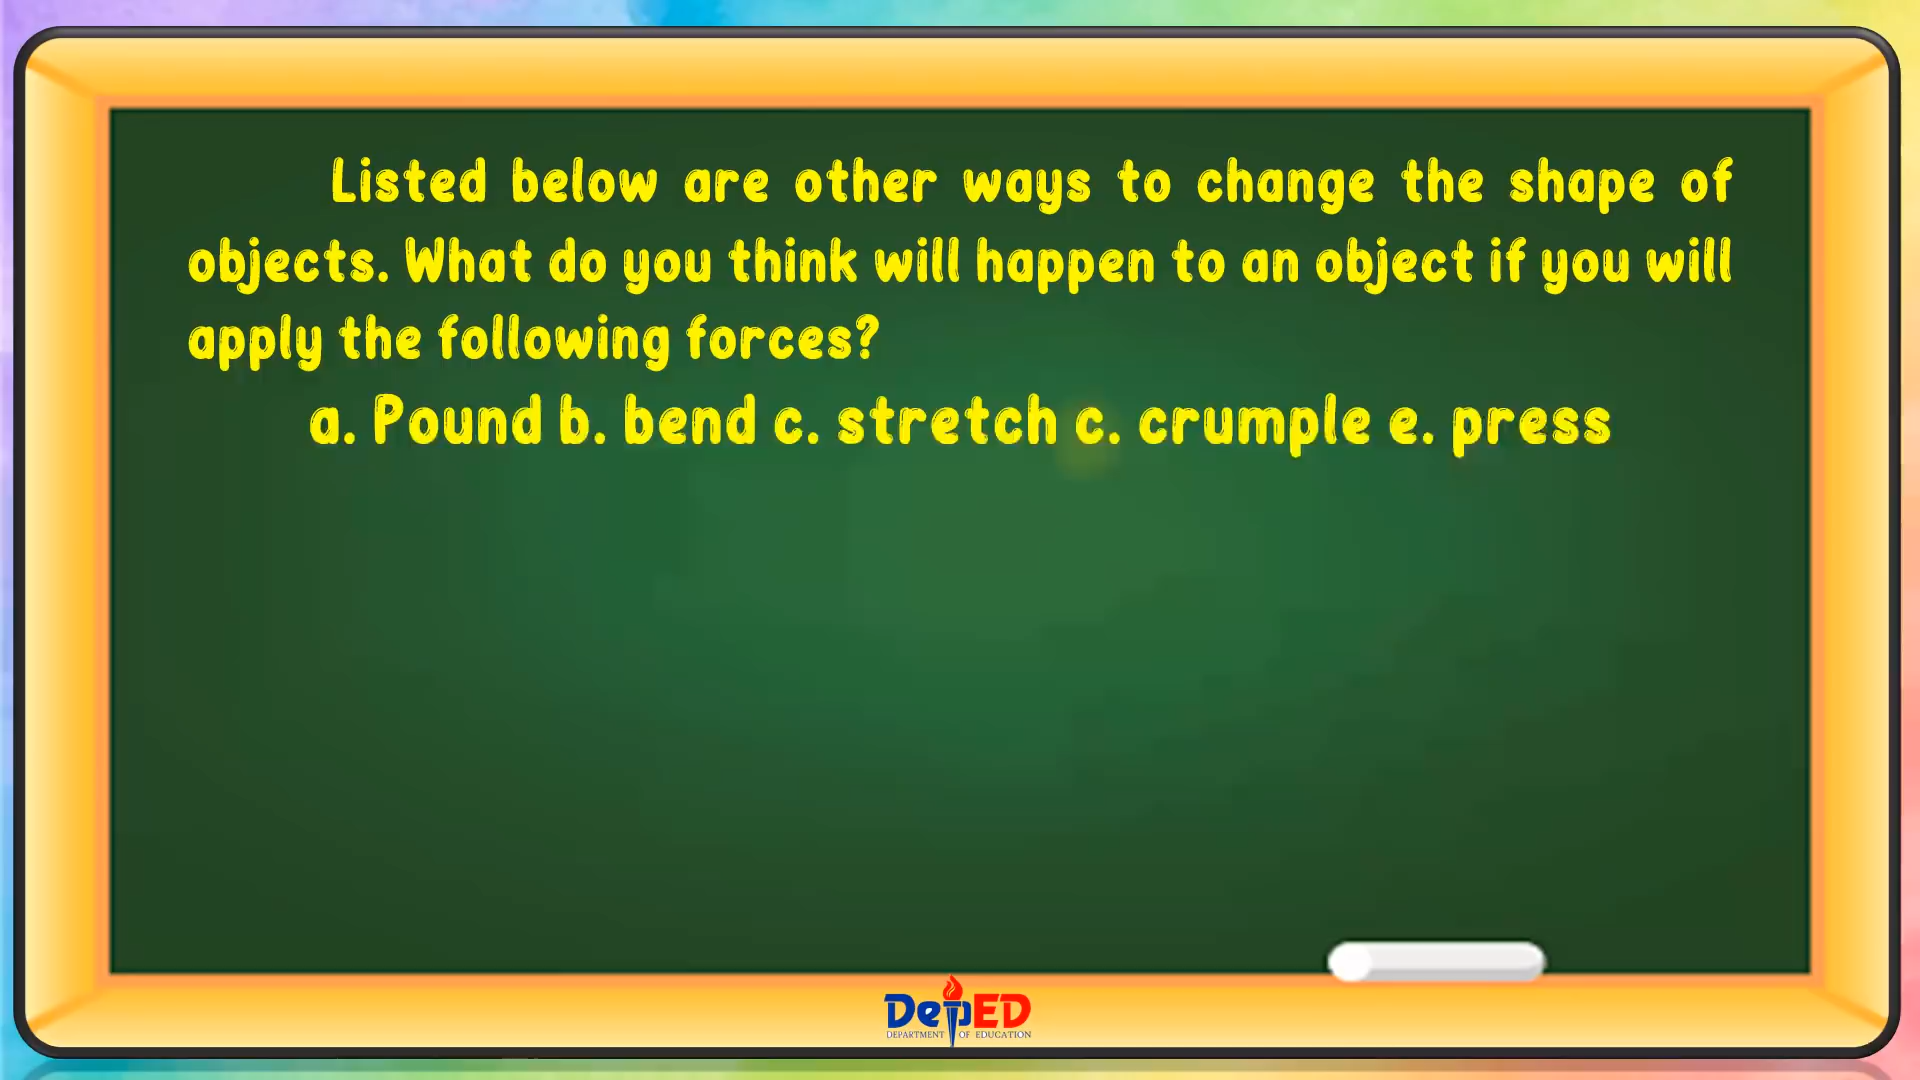 Listed below are other ways to change the shape of
objects. What do you think will happen to an object if you will
apply the following forces?
a. Pound b. bend c. stretch c. crumple e. press
DepED
DEPARTMENT OF EDUCATION